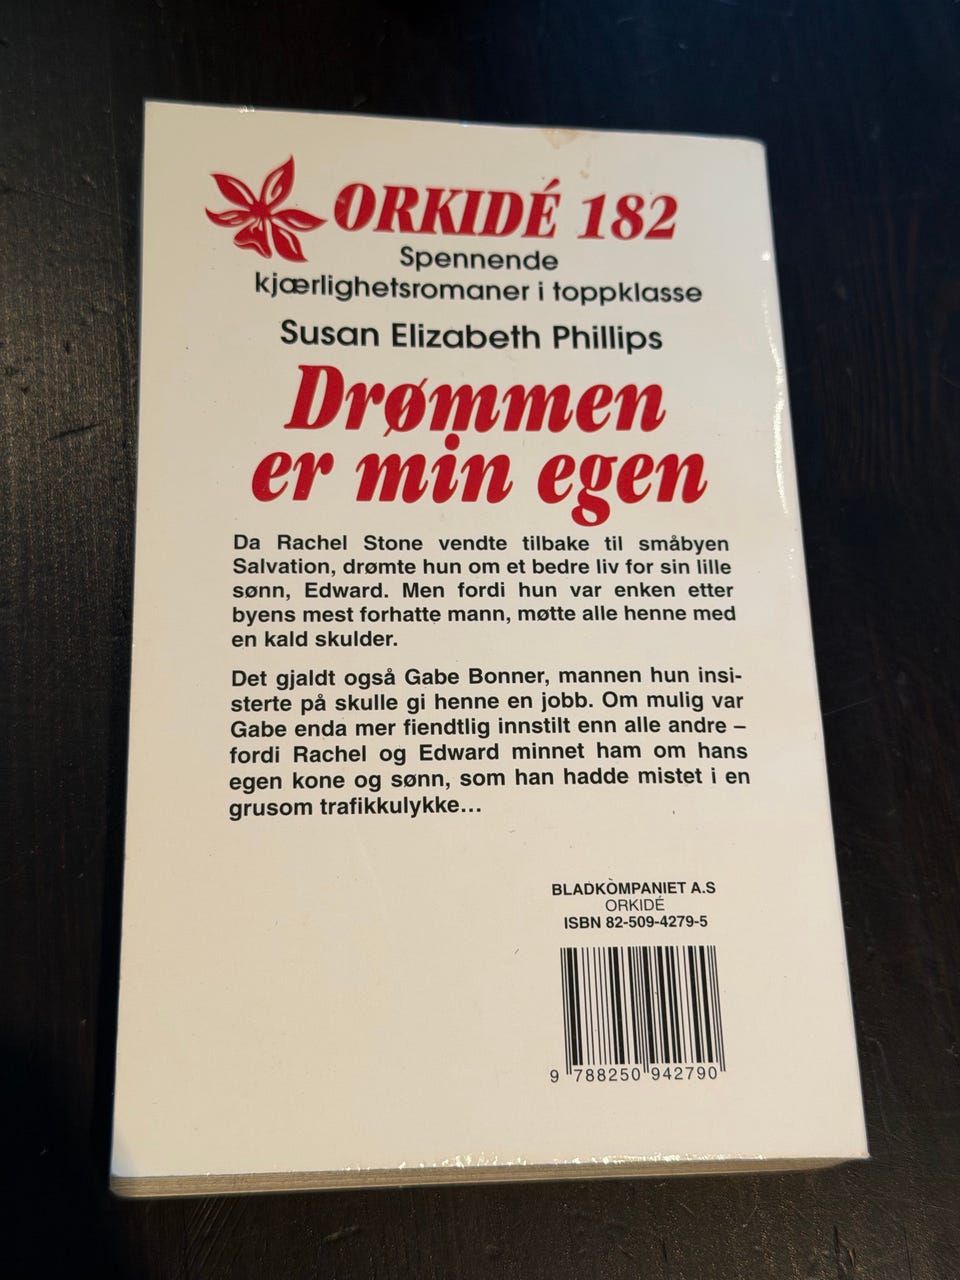 ORKIDÉ 182
Spennende
kjærlighetsromaner i toppklasse
Susan Elizabeth Phillips
Drømmen
er min egen
Da Rachel Stone vendte tilbake til småbyen
Salvation, drømte hun om et bedre liv for sin lille
sønn, Edward. Men fordi hun var enken etter
byens mest forhatte mann, møtte alle henne med
en kald skulder.
Det gjaldt også Gabe Bonner, mannen hun insi-
sterte på skulle gi henne en jobb. Om mulig var
Gabe enda mer fiendtlig innstilt enn alle andre –
fordi Rachel og Edward minnet ham om hans
egen kone og sønn, som han hadde mistet i en
grusom trafikkulykke...
BLADKOMPANIET A.S
ORKIDÉ
ISBN 82-509-4279-5
9 788250 942790